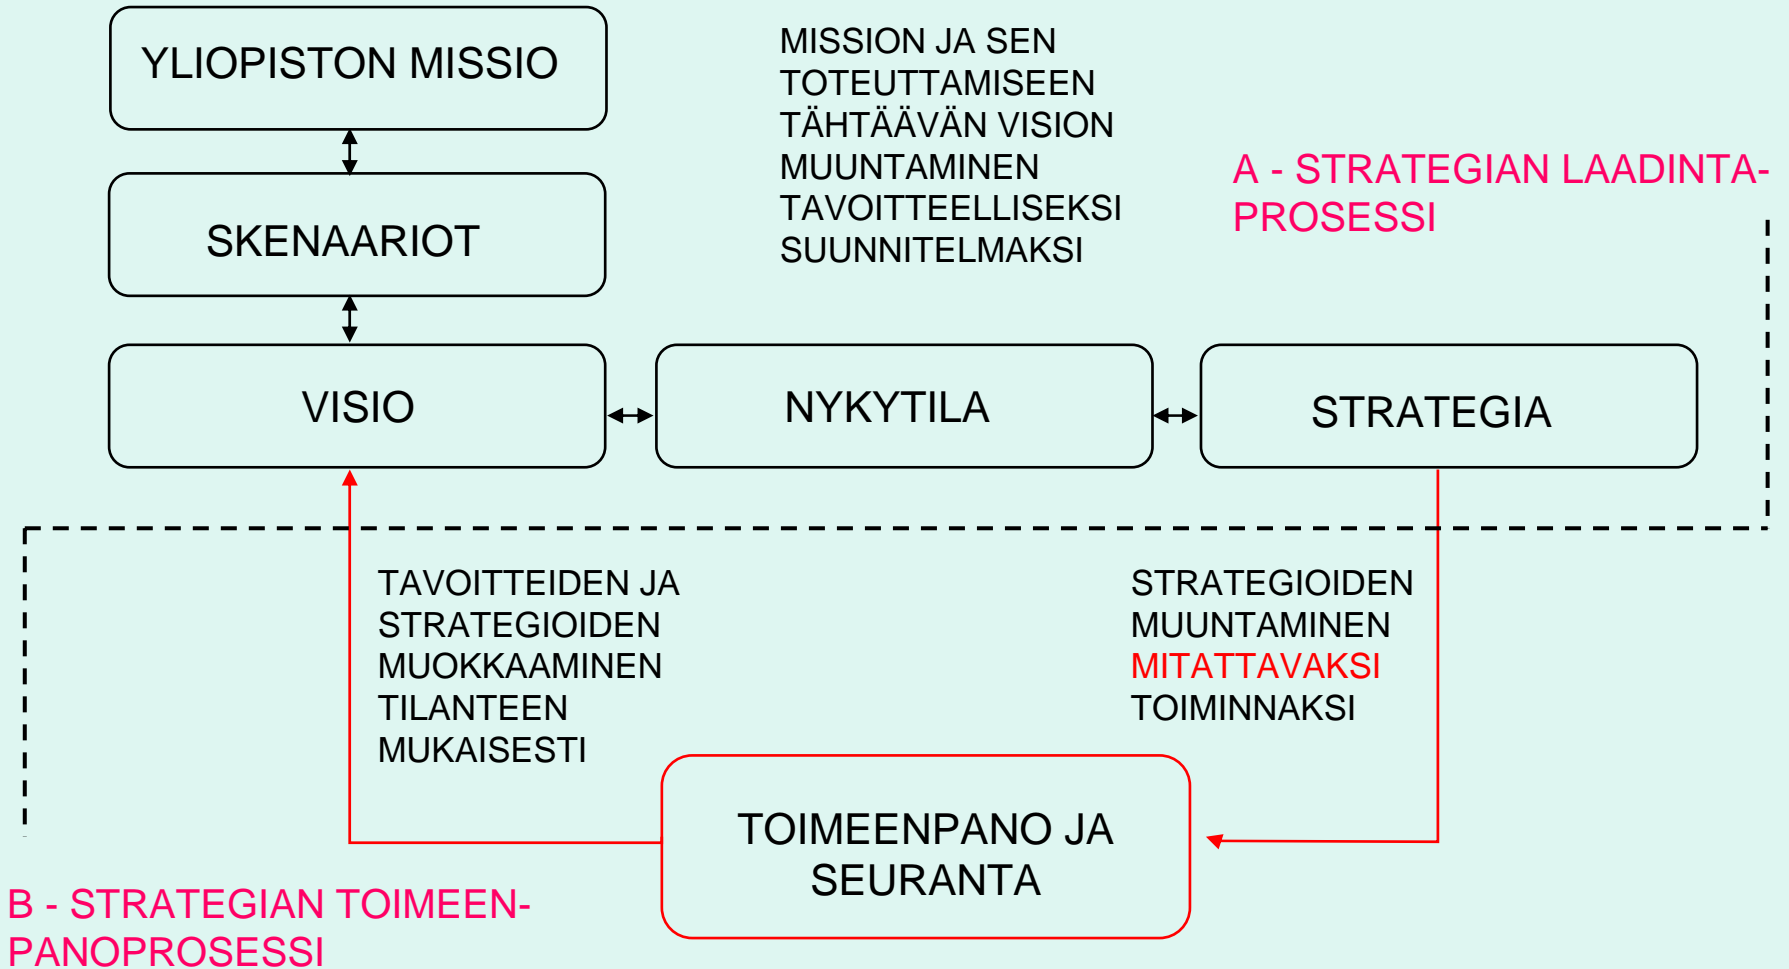 YLIOPISTON MISSIO
MISSION JA SEN
TOTEUTTAMISEEN
TÄHTÄÄVÄN VISION
MUUNTAMINEN
TAVOITTEELLISEKSI
SUUNNITELMAKSI
A - STRATEGIAN LAADINTA-
PROSESSI
SKENAARIOT
VISIO
NYKYTILA
STRATEGIA
TAVOITTEIDEN JA
STRATEGIOIDEN
MUOKKAAMINEN
TILANTEEN
MUKAISESTI
STRATEGIOIDEN
MUUNTAMINEN
MITATTAVAKSI
TOIMINNAKSI
TOIMEENPANO JA
SEURANTA
B - STRATEGIAN TOIMEEN-
PANOPROSESSI